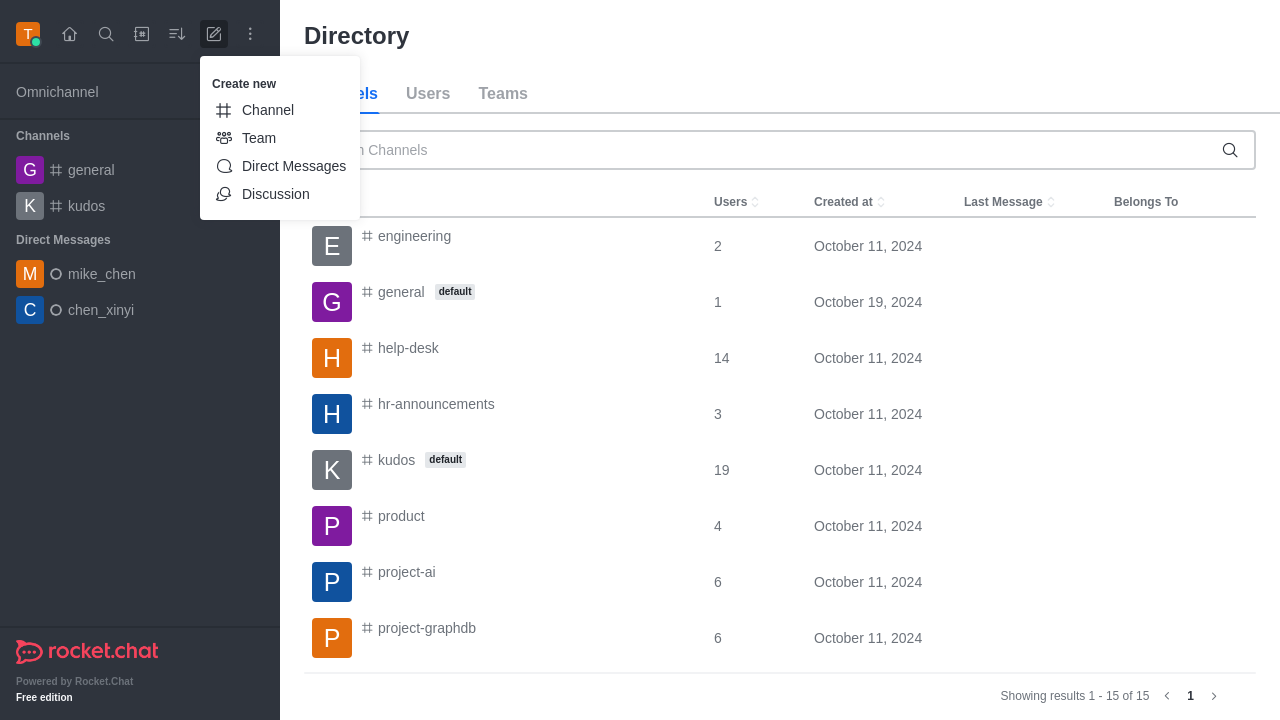 T
Directory
Create new
Channel
Team
Direct Messages
Discussion
Omnichannel
Channels
G general
K kudos
Direct Messages
M mike_chen
C chen_xinyi
els Users Teams
Channels
Users Created at Last Message Belongs To
E engineering 2 October 11, 2024
G general default 1 October 19, 2024
H help-desk 14 October 11, 2024
H hr-announcements 3 October 11, 2024
K kudos default 19 October 11, 2024
P product 4 October 11, 2024
P project-ai 6 October 11, 2024
P project-graphdb 6 October 11, 2024
rocket.chat
Powered by Rocket.Chat
Free edition
Showing results 1 - 15 of 15 1